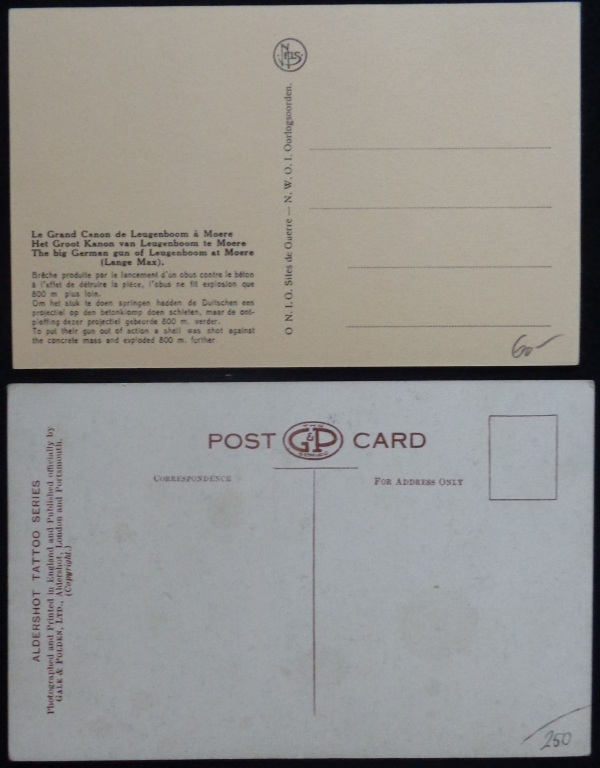 Nels
Le Grand Canon de Leugenboom à Moere
Het Groot Kanon van Leugenboom te Moere
The big German gun of Leugenboom at Moere
(Lange Max).
Brêche produite par le lancement d'un obus contre le béton
à l'effet de détruire la pièce, l'obus ne fit explosion que
800 m plus loin.
Om het stuk te doen springen hadden de Duitschen een
projectiel op den betonklomp doen schieten, maar de ont-
ploffing dezer projectiel gebeurde 800 m. verder.
To put their gun out of action a shell was shot against
the concrete mass and exploded 800 m. further.
O N. I. O. Sites de Guerre — N. W. O. I. Oorlogsoorden.
60-
POST G&P CARD
CORRESPONDENCE
FOR ADDRESS ONLY
ALDERSHOT TATTOO SERIES
Photographed and Printed in England and Published officially by
GALE & POLDEN, LTD., Aldershot, London and Portsmouth.
(Copyright.)
250